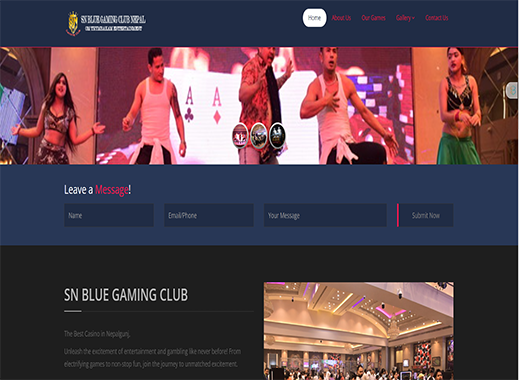 SN BLUE GAMING CLUB NEPAL
Home About Us Our Games Gallery Contact Us
A A
Leave a Message!
Name Email/Phone Your Message Submit Now
SN BLUE GAMING CLUB
The Best Casino in Nepalgunj,
Unleash the excitement of entertainment and gambling like never before! From
electrifying games to non-stop fun, join the journey to unmatched excitement.